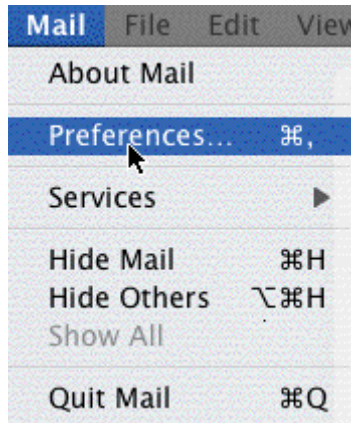 Mail File Edit View
About Mail
Preferences... ⌘,
Services
Hide Mail ⌘H
Hide Others ⌥⌘H
Show All
Quit Mail ⌘Q